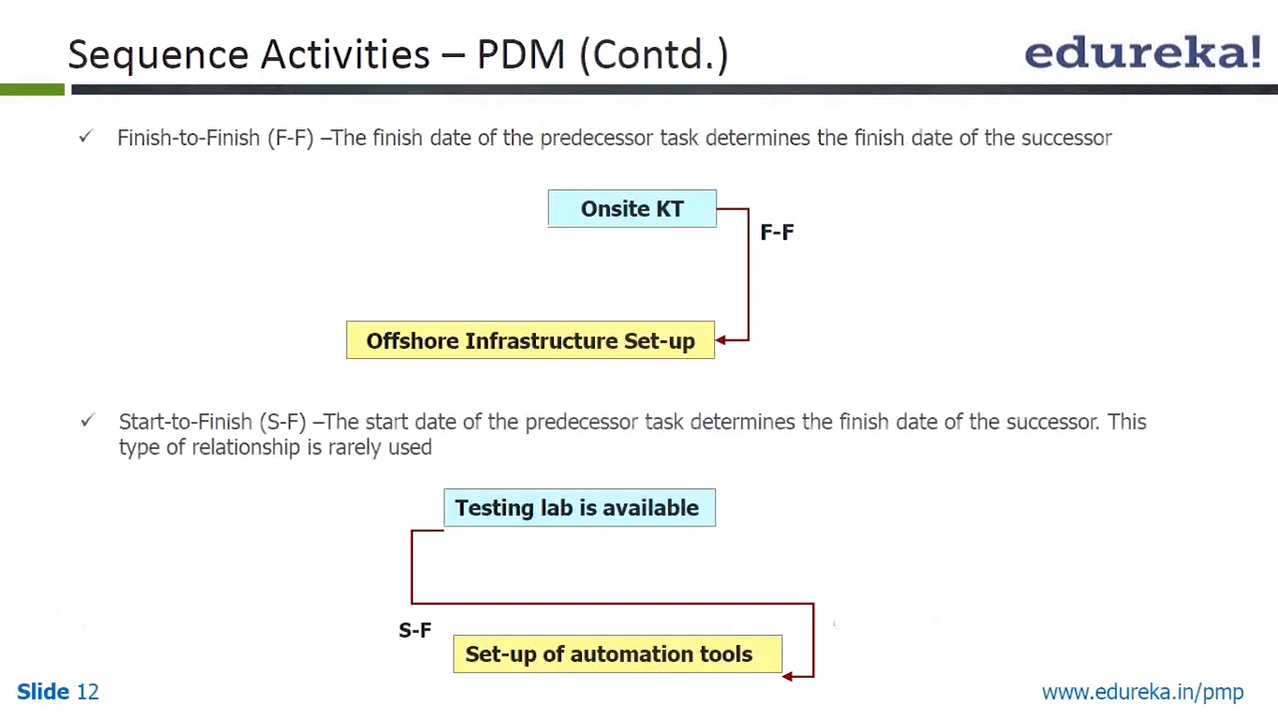 Sequence Activities – PDM (Contd.)
edureka!
✓ Finish-to-Finish (F-F) –The finish date of the predecessor task determines the finish date of the successor
Onsite KT
F-F
Offshore Infrastructure Set-up
✓ Start-to-Finish (S-F) –The start date of the predecessor task determines the finish date of the successor. This
type of relationship is rarely used
Testing lab is available
S-F
Set-up of automation tools
Slide 12
www.edureka.in/pmp